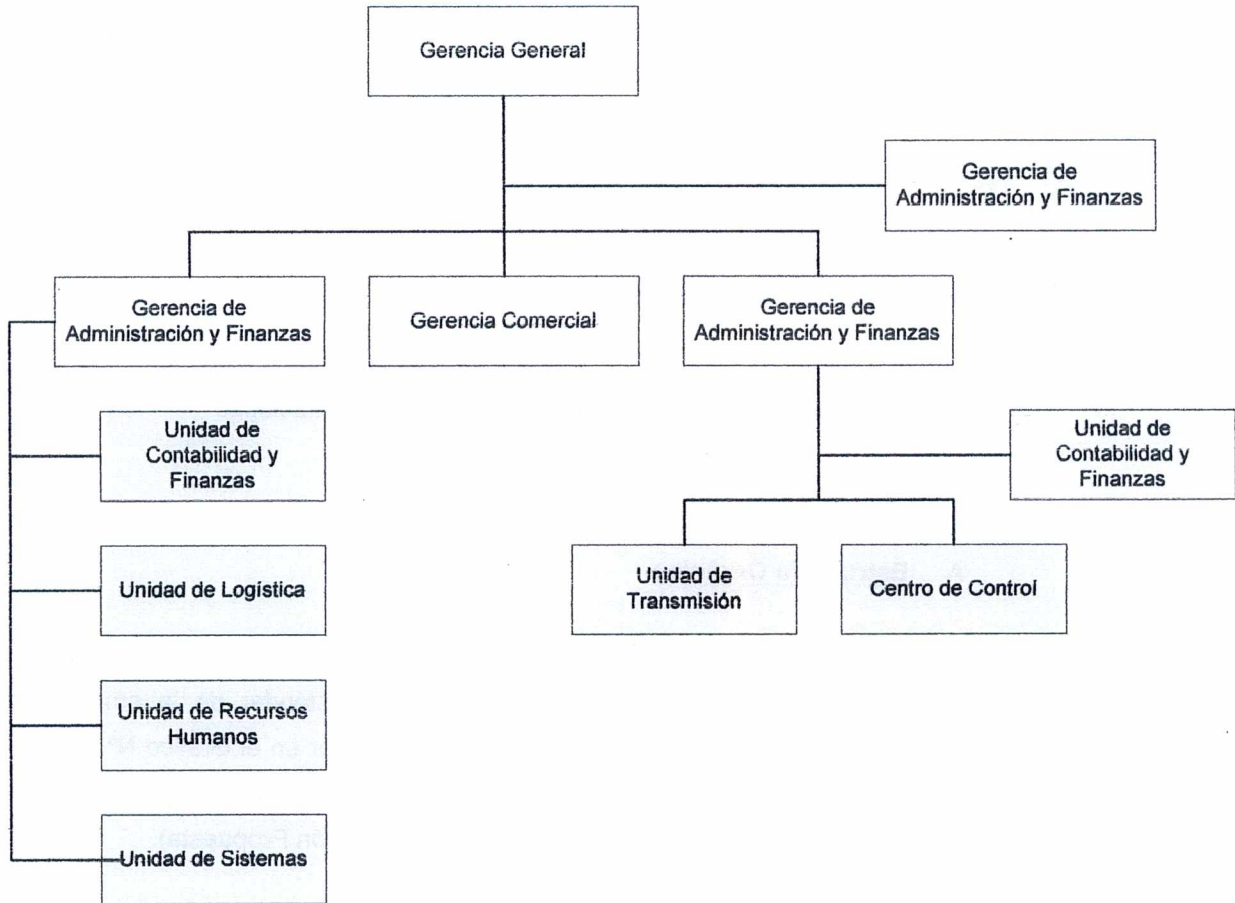 Gerencia General
Gerencia de
Administración y Finanzas
Gerencia de
Administración y Finanzas
Gerencia Comercial
Gerencia de
Administración y Finanzas
Unidad de
Contabilidad y
Finanzas
Unidad de
Contabilidad y
Finanzas
Unidad de Logística
Unidad de
Transmisión
Centro de Control
Unidad de Recursos
Humanos
Unidad de Sistemas